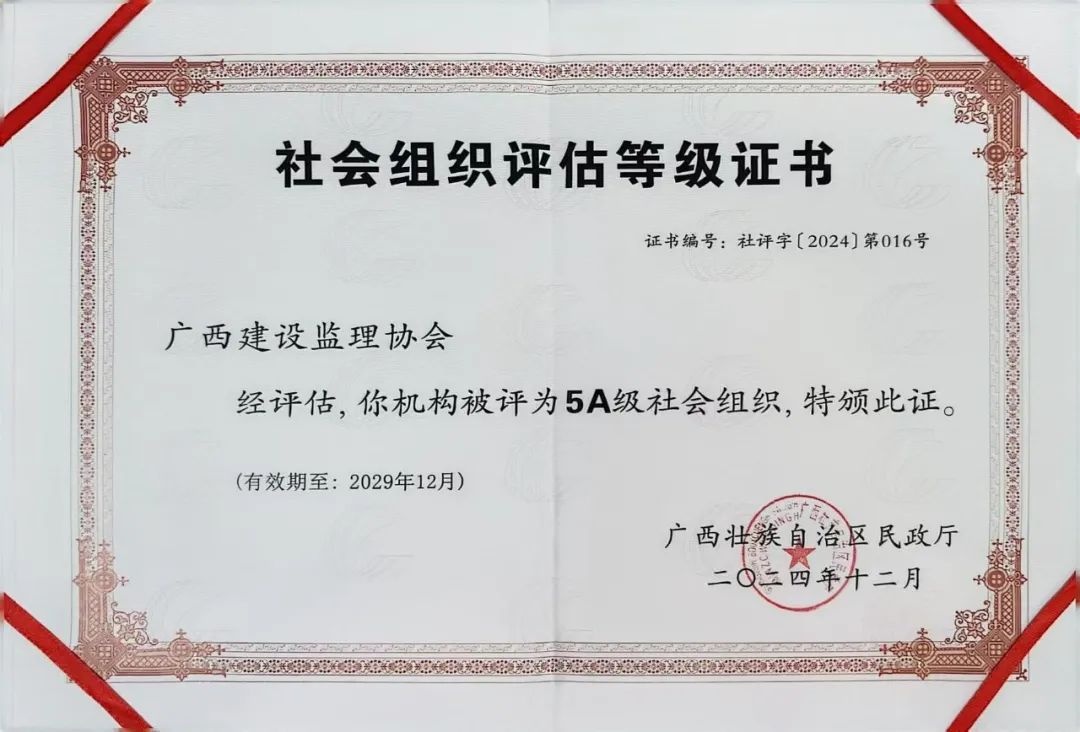 社会组织评估等级证书
证书编号：社评字〔2024〕第016号
广西建设监理协会
经评估，你机构被评为5A级社会组织，特颁此证。
(有效期至：2029年12月)
广西壮族自治区民政厅
二〇二四年十二月